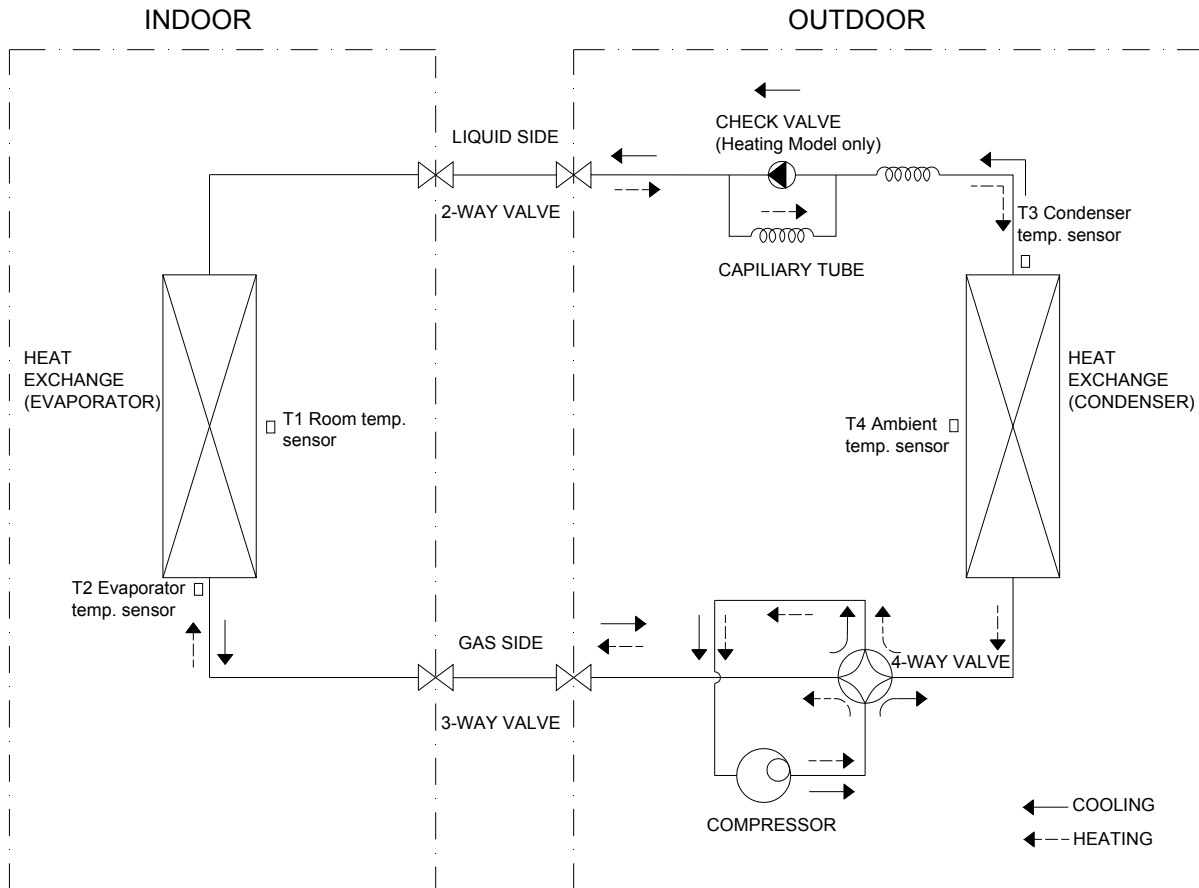 INDOOR
OUTDOOR
LIQUID SIDE
2-WAY VALVE
CHECK VALVE
(Heating Model only)
CAPILIARY TUBE
T3 Condenser
temp. sensor
HEAT
EXCHANGE
(EVAPORATOR)
T1 Room temp.
sensor
T4 Ambient
temp. sensor
HEAT
EXCHANGE
(CONDENSER)
T2 Evaporator
temp. sensor
GAS SIDE
3-WAY VALVE
4-WAY VALVE
COMPRESSOR
COOLING
HEATING